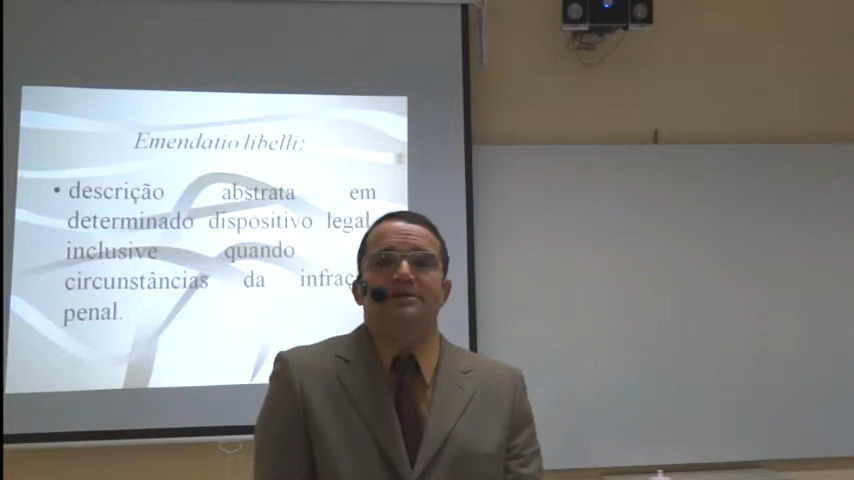 Emendatio libelli:
• descrição abstrata em
determinado dispositivo legal,
inclusive quando
circunstâncias da
penal.